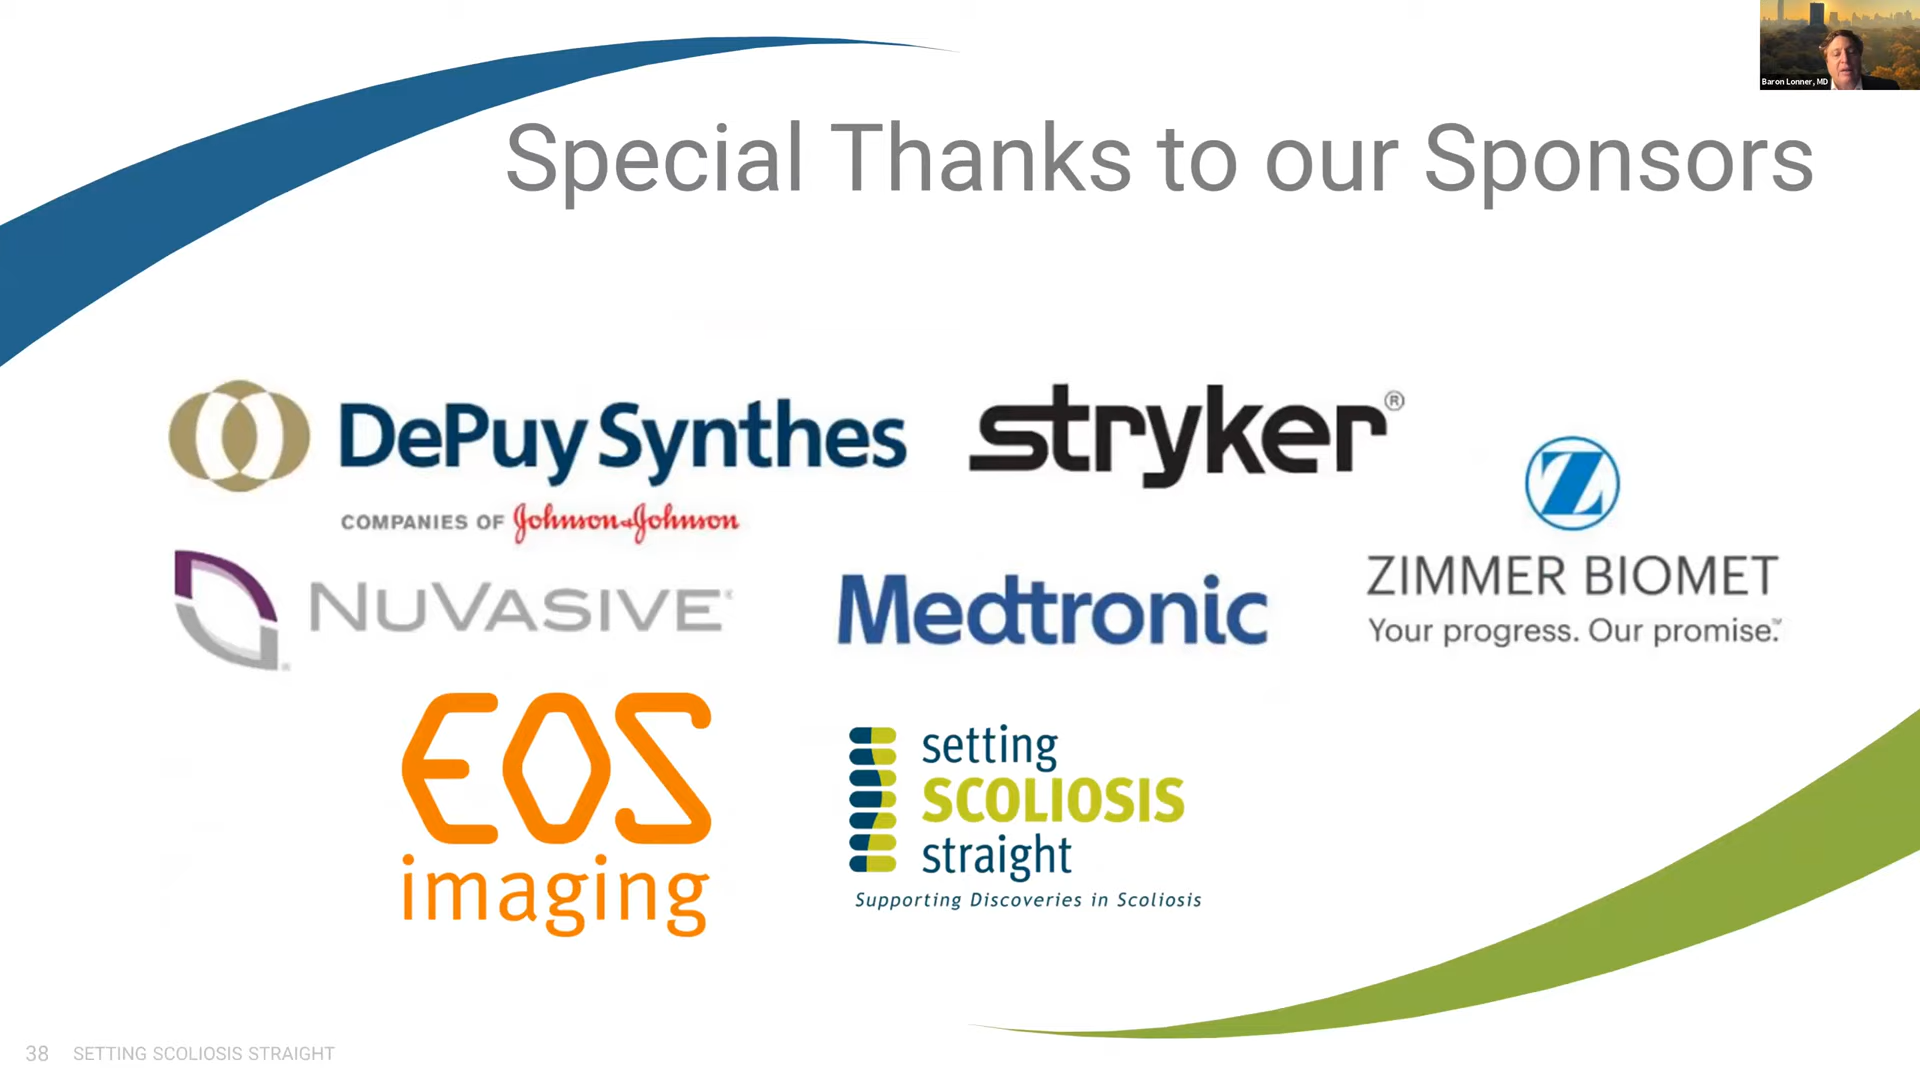 Baron Lonner, MD
Special Thanks to our Sponsors
DePuy Synthes
COMPANIES OF Johnson & Johnson
stryker®
ZIMMER BIOMET
Your progress. Our promise.™
NUVASIVE®
Medtronic
EOS
imaging
setting
SCOLIOSIS
straight
Supporting Discoveries in Scoliosis
38 SETTING SCOLIOSIS STRAIGHT